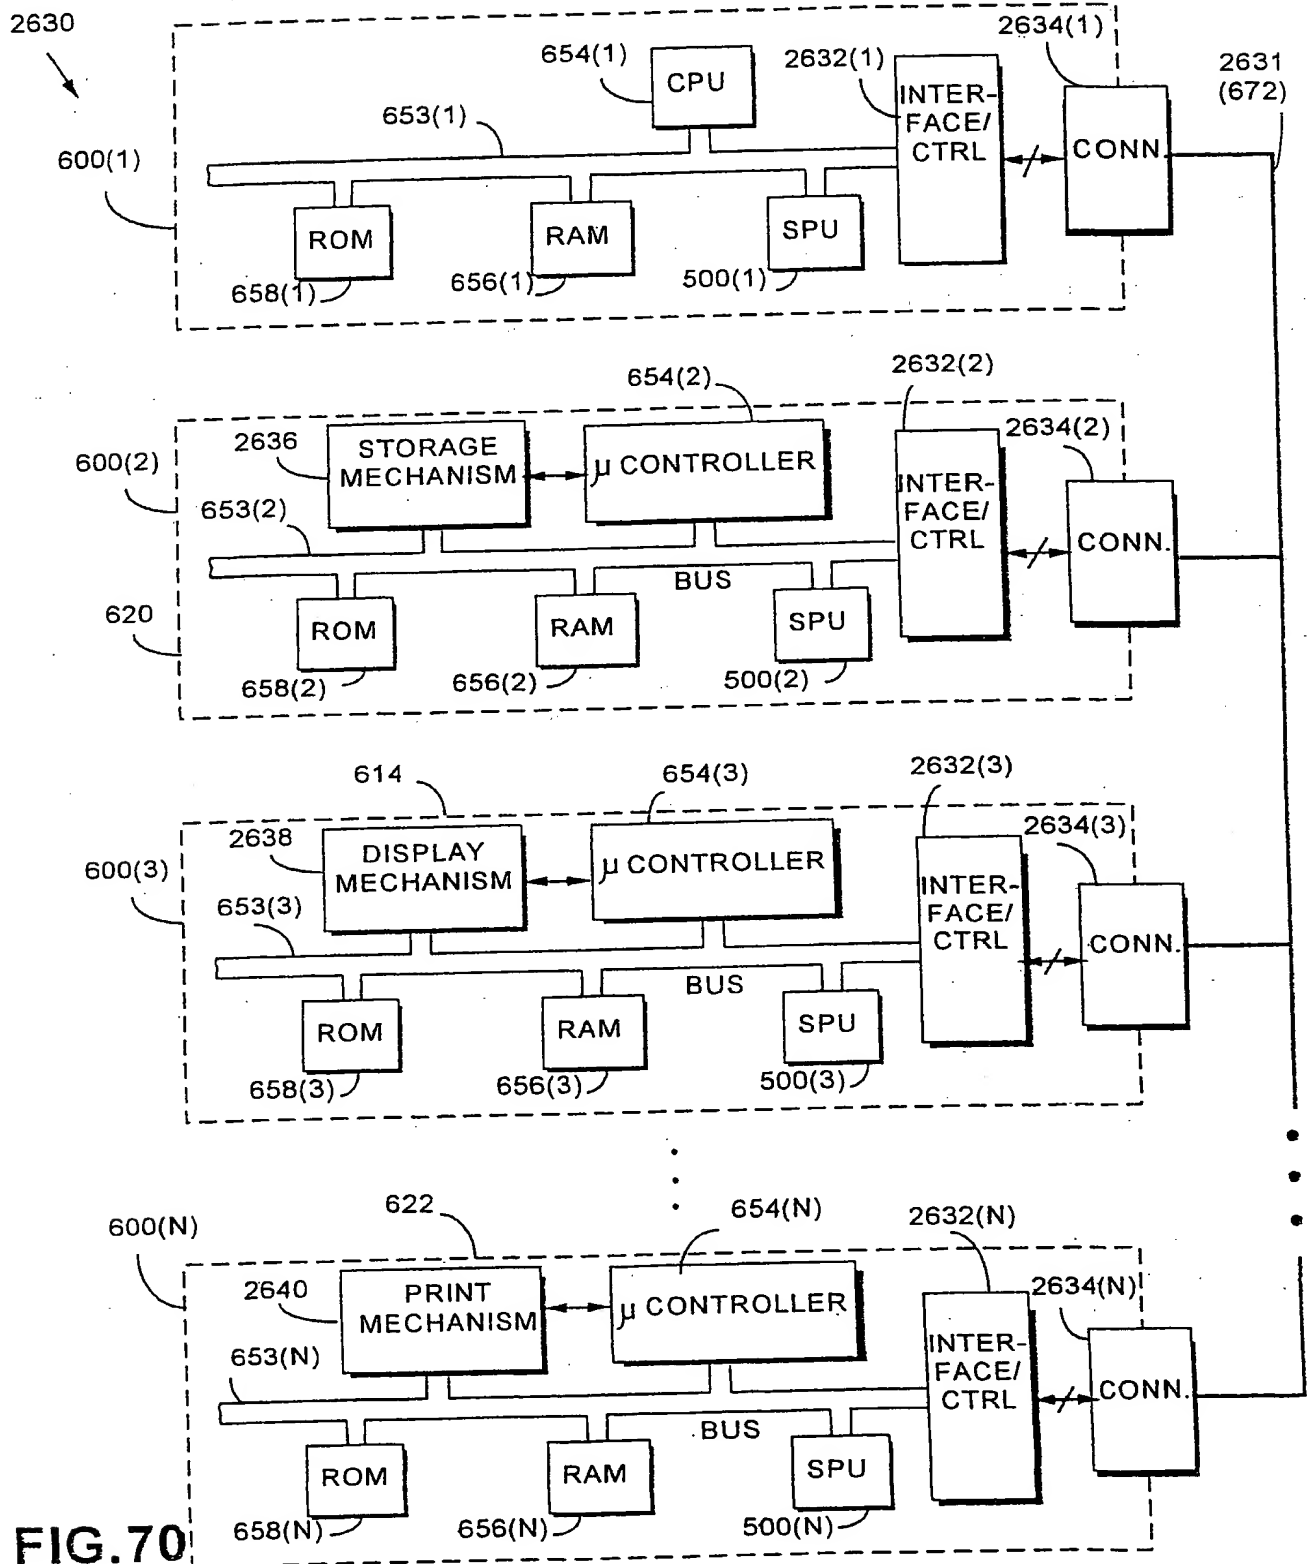 2630
654(1)
2632(1)
2634(1)
2631
(672)
CPU
INTER-
FACE/
CTRL
CONN.
653(1)
600(1)
ROM
RAM
SPU
658(1)
656(1)
500(1)
654(2)
2632(2)
2634(2)
2636
STORAGE
MECHANISM
μ CONTROLLER
INTER-
FACE/
CTRL
CONN.
600(2)
653(2)
BUS
620
ROM
RAM
SPU
658(2)
656(2)
500(2)
614
654(3)
2632(3)
2634(3)
2638
DISPLAY
MECHANISM
μ CONTROLLER
INTER-
FACE/
CTRL
CONN.
600(3)
653(3)
BUS
ROM
RAM
SPU
658(3)
656(3)
500(3)
600(N)
622
654(N)
2632(N)
2634(N)
2640
PRINT
MECHANISM
μ CONTROLLER
INTER-
FACE/
CTRL
CONN.
653(N)
BUS
ROM
RAM
SPU
658(N)
656(N)
500(N)
FIG.70